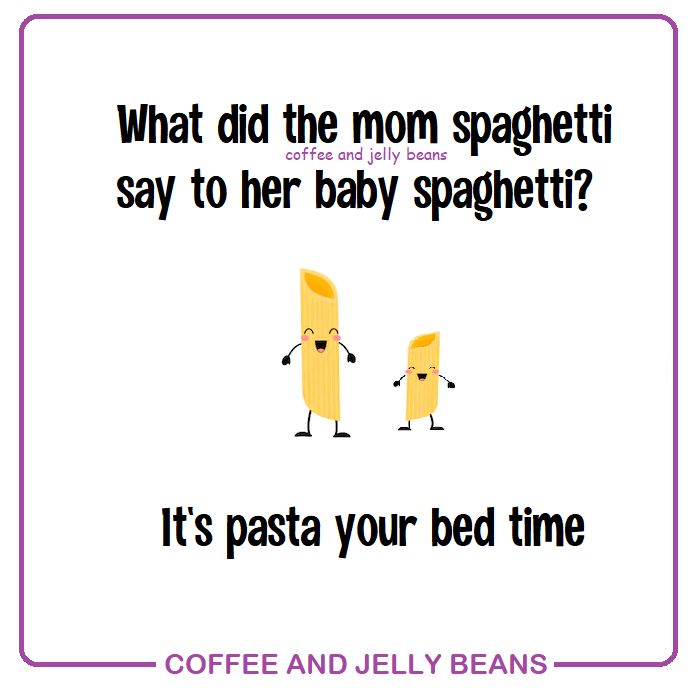 What did the mom spaghetti
coffee and jelly beans
say to her baby spaghetti?
It's pasta your bed time
COFFEE AND JELLY BEANS